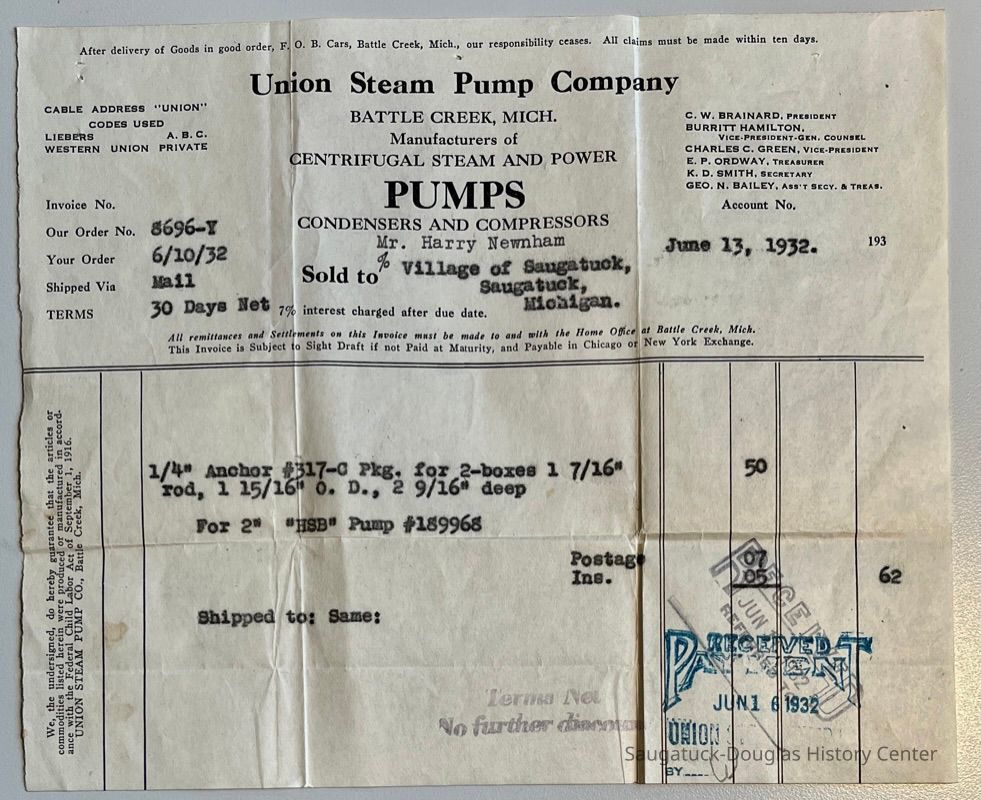 After delivery of Goods in good order, F. O. B. Cars, Battle Creek, Mich., our responsibility ceases. All claims must be made within ten days.
Union Steam Pump Company
CABLE ADDRESS "UNION"
CODES USED
LIEBERS A. B. C.
WESTERN UNION PRIVATE
BATTLE CREEK, MICH.
Manufacturers of
CENTRIFUGAL STEAM AND POWER
PUMPS
CONDENSERS AND COMPRESSORS
C. W. BRAINARD, PRESIDENT
BURRITT HAMILTON,
VICE-PRESIDENT-GEN. COUNSEL
CHARLES C. GREEN, VICE-PRESIDENT
E. P. ORDWAY, TREASURER
K. D. SMITH, SECRETARY
GEO. N. BAILEY, ASS'T SECY. & TREAS.
Account No.
Invoice No.
Our Order No. 8696-Y
Your Order 6/10/32
Shipped Via Mail
TERMS 30 Days Net 7% interest charged after due date.
Mr. Harry Newnham
Sold to % Village of Saugatuck,
Saugatuck,
Michigan.
June 13, 1932. 193
All remittances and Settlements on this Invoice must be made to and with the Home Office at Battle Creek, Mich.
This Invoice is Subject to Sight Draft if not Paid at Maturity, and Payable in Chicago or New York Exchange.
We, the undersigned, do hereby guarantee that the articles or
commodities listed herein were produced or manufactured in accord-
ance with the Federal Child Labor Act of September 1, 1916.
UNION STEAM PUMP CO., Battle Creek, Mich.
1/4" Anchor #317-C Pkg. for 2-boxes 1 7/16" 50
rod, 1 15/16" O. D., 2 9/16" deep
For 2" "HSB" Pump #189968
Postage 07
Ins. 05 62
Shipped to: Same:
RECEIVED
JUN
RECEIVED
PAYMENT
JUN 16 1932
UNION
BY
Terms Net
No further discount
Saugatuck-Douglas History Center